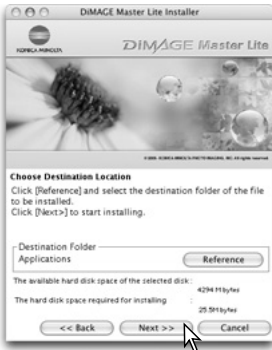 DiMAGE Master Lite Installer
KONICA MINOLTA
DiMAGE Master Lite
Choose Destination Location
Click [Reference] and select the destination folder of the file
to be installed.
Click [Next>] to start installing.
Destination Folder
Applications
Reference
The available hard disk space of the selected disk :
4294 Mbytes
The hard disk space required for installing :
25.5Mbytes
<< Back
Next >>
Cancel